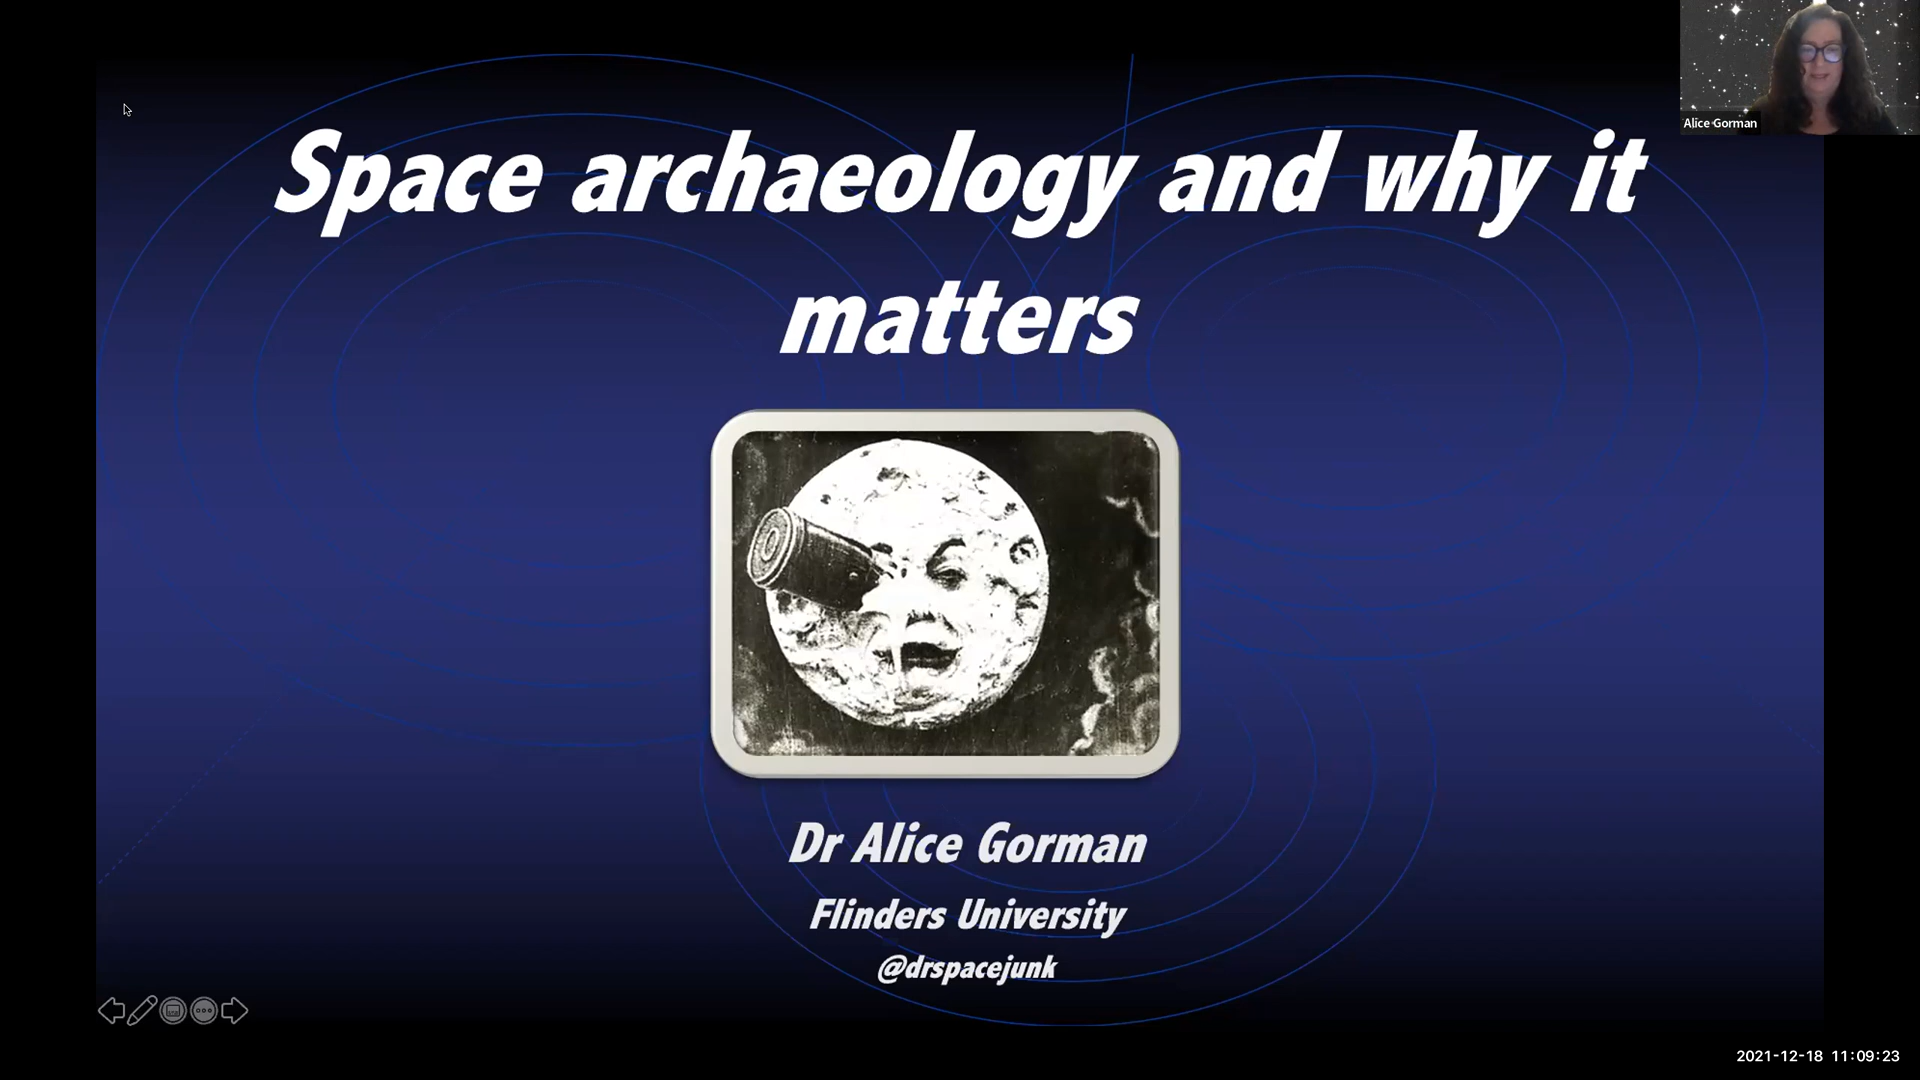 Alice Gorman
Space archaeology and why it
matters
Dr Alice Gorman
Flinders University
@drspacejunk
2021-12-18 11:09:23